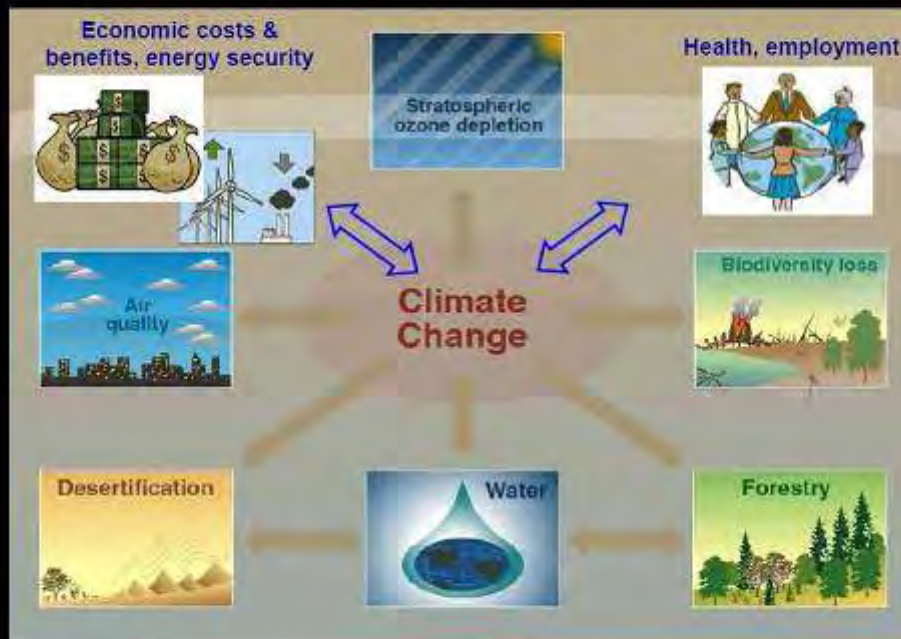 Economic costs &
benefits, energy security
Stratospheric
ozone depletion
Health, employment
$
$
$
$
$
$
Air
quality
Climate
Change
Biodiversity loss
Desertification
Water
Forestry